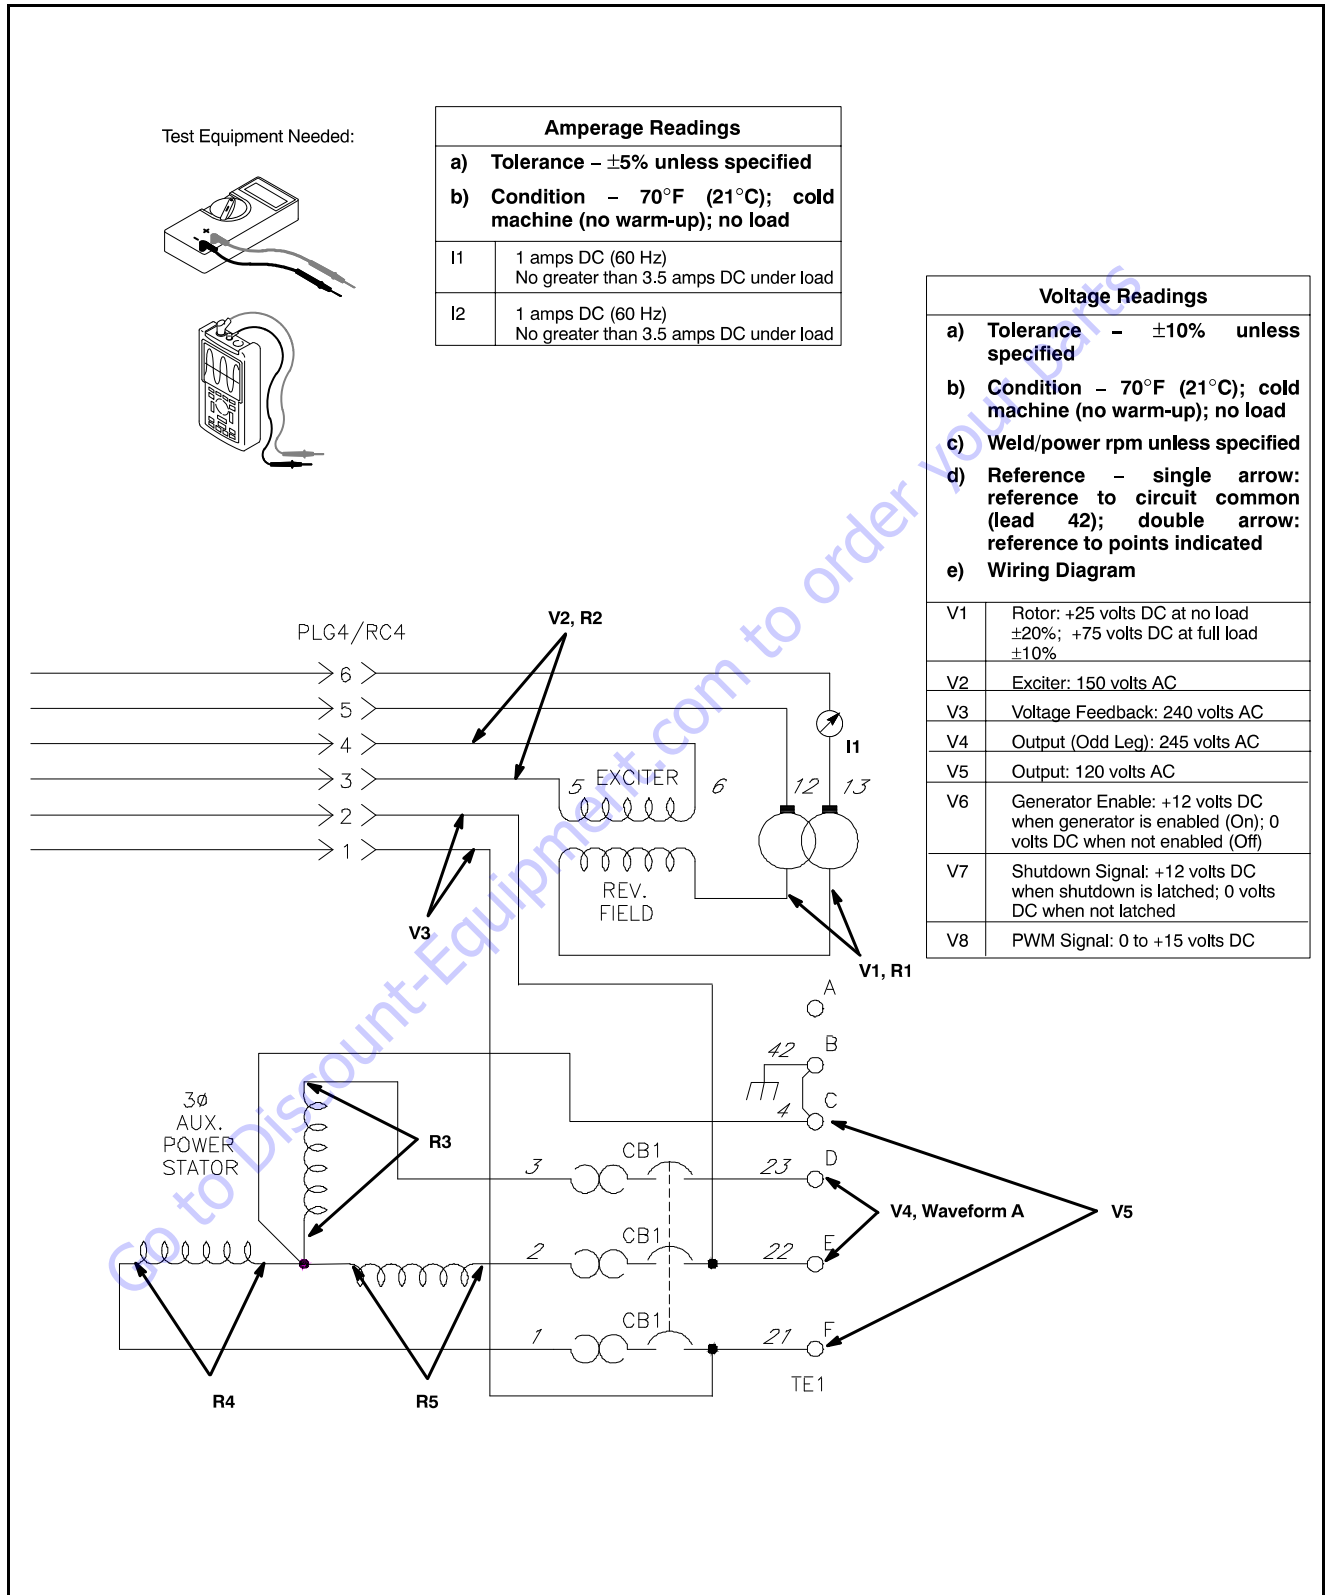 Test Equipment Needed:
Amperage Readings
a) Tolerance – ±5% unless specified
b) Condition – 70°F (21°C); cold
machine (no warm-up); no load
I1 1 amps DC (60 Hz)
No greater than 3.5 amps DC under load
I2 1 amps DC (60 Hz)
No greater than 3.5 amps DC under load
Voltage Readings
a) Tolerance – ±10% unless
specified
b) Condition – 70°F (21°C); cold
machine (no warm-up); no load
c) Weld/power rpm unless specified
d) Reference – single arrow:
reference to circuit common
(lead 42); double arrow:
reference to points indicated
e) Wiring Diagram
V1 Rotor: +25 volts DC at no load
±20%; +75 volts DC at full load
±10%
V2 Exciter: 150 volts AC
V3 Voltage Feedback: 240 volts AC
V4 Output (Odd Leg): 245 volts AC
V5 Output: 120 volts AC
V6 Generator Enable: +12 volts DC
when generator is enabled (On); 0
volts DC when not enabled (Off)
V7 Shutdown Signal: +12 volts DC
when shutdown is latched; 0 volts
DC when not latched
V8 PWM Signal: 0 to +15 volts DC
PLG4/RC4
V2, R2
6
5
4
I1
3
5 EXCITER 6 12 13
2
1
REV.
FIELD
V3
V1, R1
A
42 B
4 C
3ø
AUX.
POWER
STATOR
R3
3 CB1 23 D
V4, Waveform A
V5
2 CB1 22 E
1 CB1 21 F
TE1
R4
R5
Go to Discount-Equipment.com to order your parts